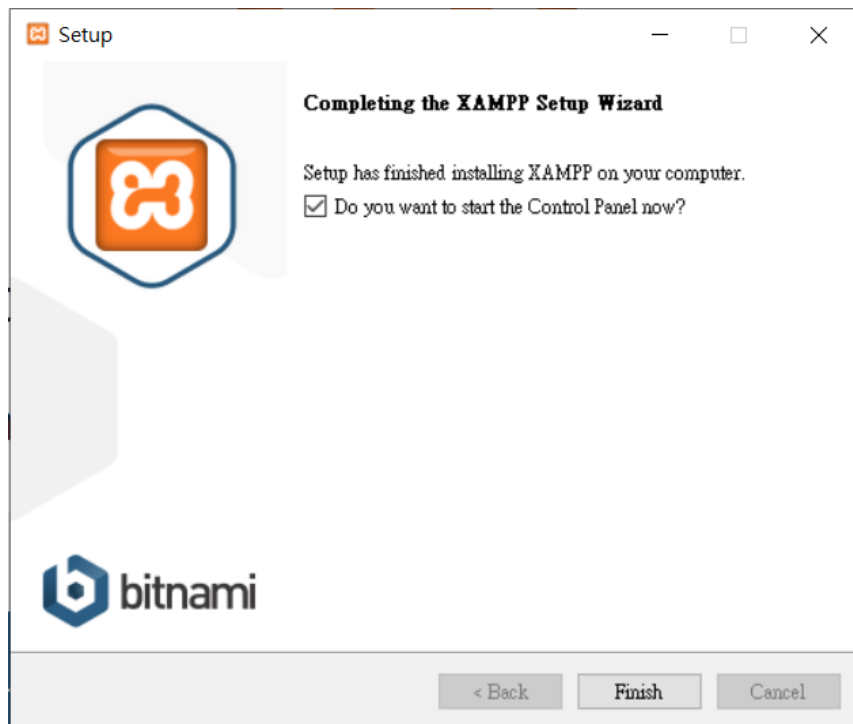 Setup
Completing the XAMPP Setup Wizard
Setup has finished installing XAMPP on your computer.
Do you want to start the Control Panel now?
bitnami
< Back
Finish
Cancel